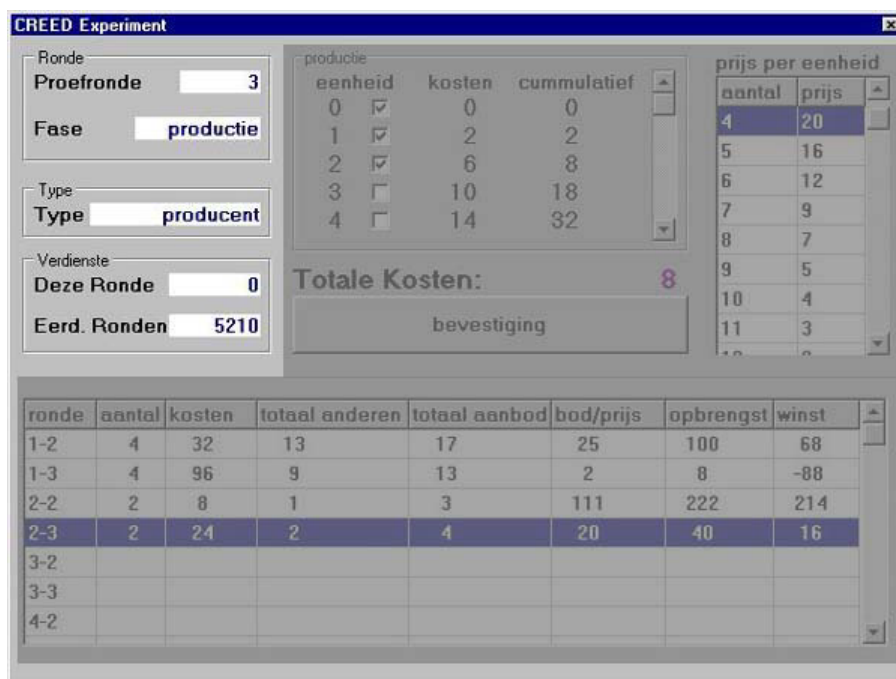 CREED Experiment
Ronde
Proefronde 3
Fase productie
Type
Type producent
Verdienste
Deze Ronde 0
Eerd. Ronden 5210
productie
eenheid kosten cummulatief
0 0 0
1 2 2
2 6 8
3 10 18
4 14 32
Totale Kosten: 8
bevestiging
prijs per eenheid
aantal prijs
4 20
5 16
6 12
7 9
8 7
9 5
10 4
11 3
ronde aantal kosten totaal anderen totaal aanbod bod/prijs opbrengst winst
1-2 4 32 13 17 25 100 68
1-3 4 96 9 13 2 8 -88
2-2 2 8 1 3 111 222 214
2-3 2 24 2 4 20 40 16
3-2
3-3
4-2